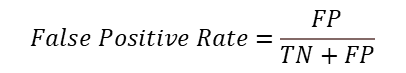 False Positive Rate = FP / (TN + FP)